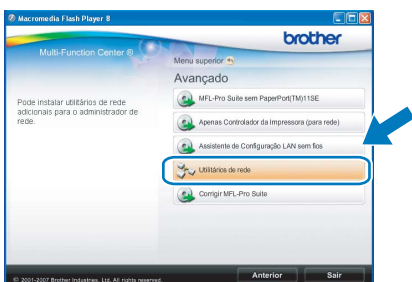 Macromedia Flash Player 8
brother
Multi-Function Center ®
Menu superior
Avançado
Pode instalar utilitários de rede
adicionais para o administrador de
rede.
MFL-Pro Suite sem PaperPort(TM)11SE
Apenas Controlador da Impressora (para rede)
Assistente de Configuração LAN sem fios
Utilitários de rede
Corrigir MFL-Pro Suite
© 2001-2007 Brother Industries, Ltd. All rights reserved.
Anterior
Sair